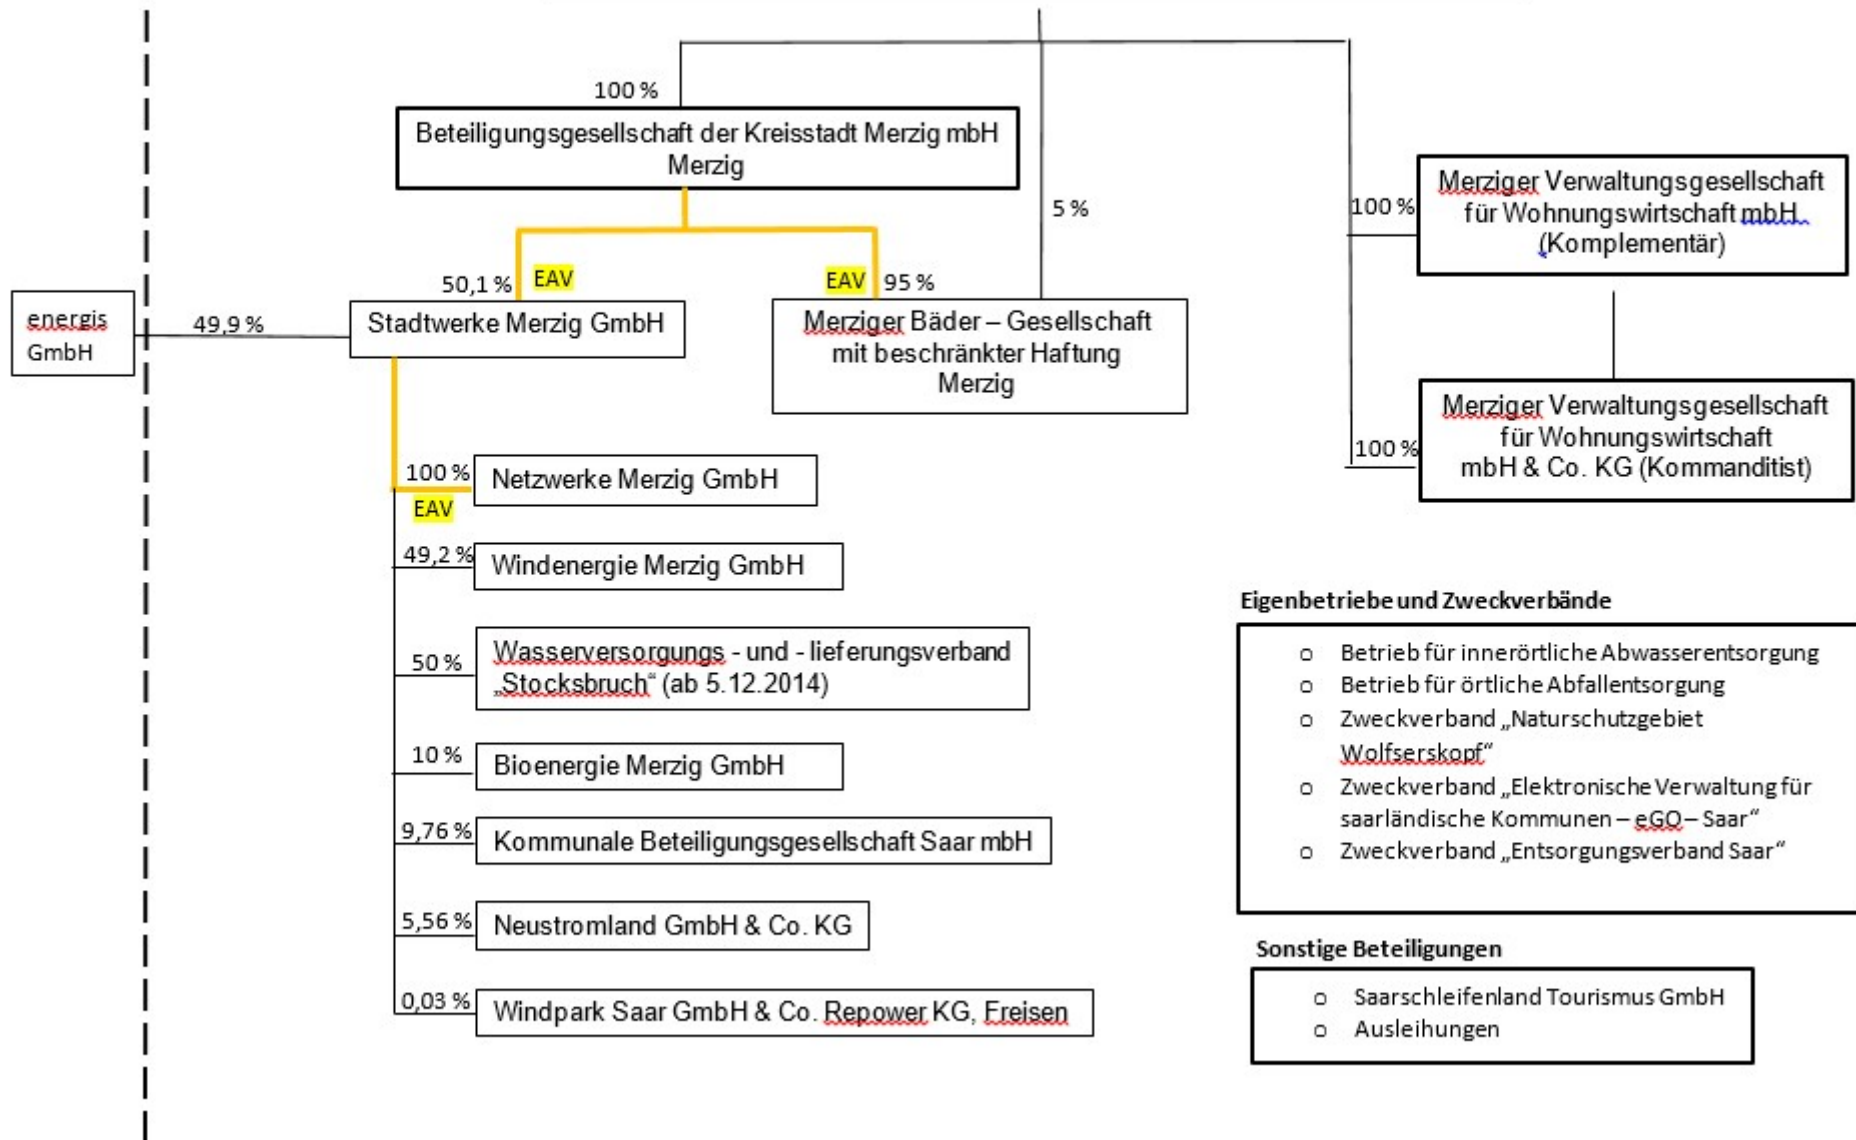 100 %
Beteiligungsgesellschaft der Kreisstadt Merzig mbH
Merzig
5 %
100 %
Merziger Verwaltungsgesellschaft
für Wohnungswirtschaft mbH
(Komplementär)
50,1 %
EAV
EAV
95 %
energis
GmbH
49,9 %
Stadtwerke Merzig GmbH
Merziger Bäder – Gesellschaft
mit beschränkter Haftung
Merzig
100 %
Merziger Verwaltungsgesellschaft
für Wohnungswirtschaft
mbH & Co. KG (Kommanditist)
100 %
EAV
Netzwerke Merzig GmbH
49,2 %
Windenergie Merzig GmbH
50 %
Wasserversorgungs - und - lieferungsverband
„Stocksbruch“ (ab 5.12.2014)
10 %
Bioenergie Merzig GmbH
9,76 %
Kommunale Beteiligungsgesellschaft Saar mbH
5,56 %
Neustromland GmbH & Co. KG
0,03 %
Windpark Saar GmbH & Co. Repower KG, Freisen
Eigenbetriebe und Zweckverbände
o Betrieb für innerörtliche Abwasserentsorgung
o Betrieb für örtliche Abfallentsorgung
o Zweckverband „Naturschutzgebiet
Wolfserskopf“
o Zweckverband „Elektronische Verwaltung für
saarländische Kommunen – eGO – Saar“
o Zweckverband „Entsorgungsverband Saar“
Sonstige Beteiligungen
o Saarschleifenland Tourismus GmbH
o Ausleihungen